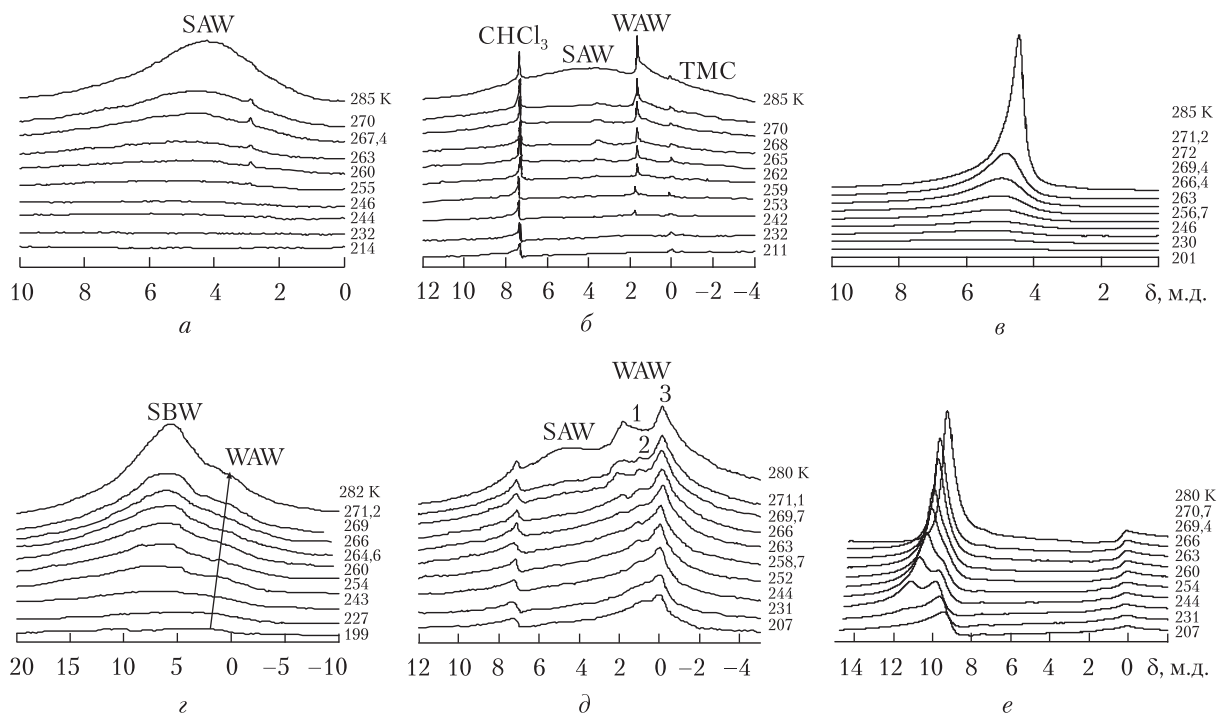 SAW
285 K
270
267,4
263
260
255
246
244
232
214
10 8 6 4 2 0
а
CHCl₃
SAW
WAW
TMC
285 K
270
268
265
262
259
253
242
232
211
12 10 8 6 4 2 0 −2 −4
б
285 K
271,2
272
269,4
266,4
263
256,7
246
230
201
10 8 6 4 2 δ, м.д.
в
SBW
WAW
282 K
271,2
269
266
264,6
260
254
243
227
199
20 15 10 5 0 −5 −10
г
WAW
3
1
SAW
2
280 K
271,1
269,7
266
263
258,7
252
244
231
207
12 10 8 6 4 2 0 −2 −4
д
280 K
270,7
269,4
266
263
260
254
244
231
207
14 12 10 8 6 4 2 0 δ, м.д.
е